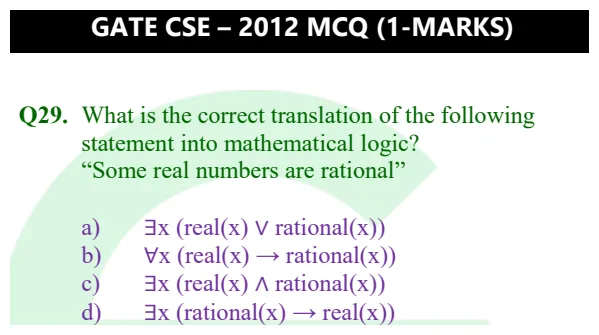 GATE CSE – 2012 MCQ (1-MARKS)
Q29. What is the correct translation of the following
statement into mathematical logic?
“Some real numbers are rational”
a) ∃x (real(x) ∨ rational(x))
b) ∀x (real(x) → rational(x))
c) ∃x (real(x) ∧ rational(x))
d) ∃x (rational(x) → real(x))